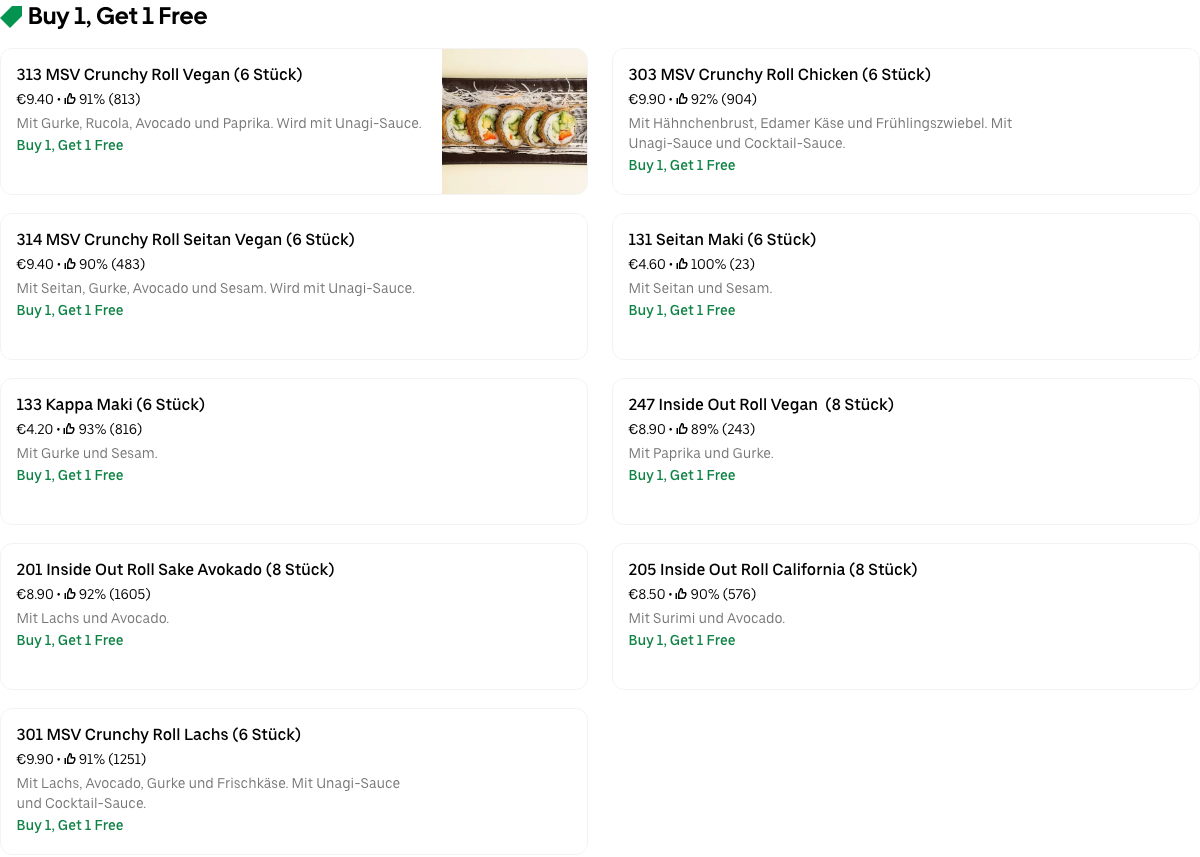 Buy 1, Get 1 Free
313 MSV Crunchy Roll Vegan (6 Stück)
€9.40 • 91% (813)
Mit Gurke, Rucola, Avocado und Paprika. Wird mit Unagi-Sauce.
Buy 1, Get 1 Free
303 MSV Crunchy Roll Chicken (6 Stück)
€9.90 • 92% (904)
Mit Hähnchenbrust, Edamer Käse und Frühlingszwiebel. Mit
Unagi-Sauce und Cocktail-Sauce.
Buy 1, Get 1 Free
314 MSV Crunchy Roll Seitan Vegan (6 Stück)
€9.40 • 90% (483)
Mit Seitan, Gurke, Avocado und Sesam. Wird mit Unagi-Sauce.
Buy 1, Get 1 Free
131 Seitan Maki (6 Stück)
€4.60 • 100% (23)
Mit Seitan und Sesam.
Buy 1, Get 1 Free
133 Kappa Maki (6 Stück)
€4.20 • 93% (816)
Mit Gurke und Sesam.
Buy 1, Get 1 Free
247 Inside Out Roll Vegan (8 Stück)
€8.90 • 89% (243)
Mit Paprika und Gurke.
Buy 1, Get 1 Free
201 Inside Out Roll Sake Avokado (8 Stück)
€8.90 • 92% (1605)
Mit Lachs und Avocado.
Buy 1, Get 1 Free
205 Inside Out Roll California (8 Stück)
€8.50 • 90% (576)
Mit Surimi und Avocado.
Buy 1, Get 1 Free
301 MSV Crunchy Roll Lachs (6 Stück)
€9.90 • 91% (1251)
Mit Lachs, Avocado, Gurke und Frischkäse. Mit Unagi-Sauce
und Cocktail-Sauce.
Buy 1, Get 1 Free